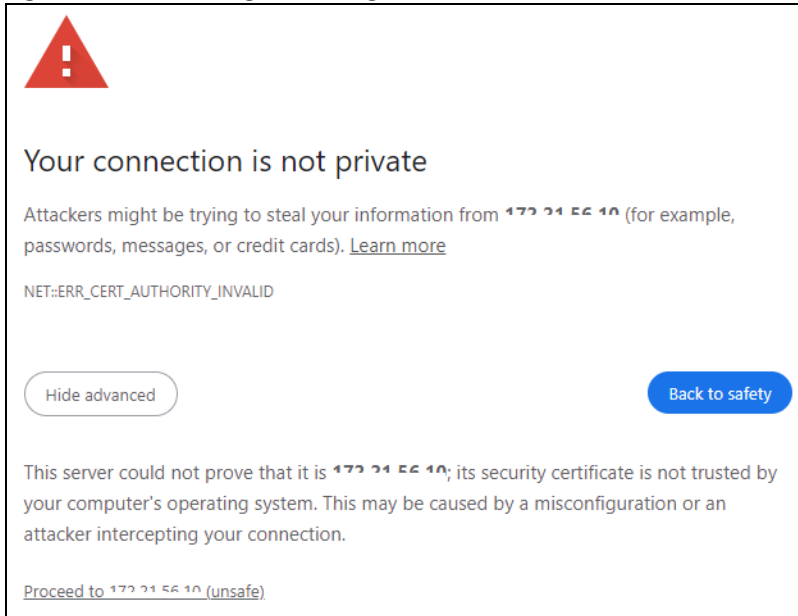 Your connection is not private
Attackers might be trying to steal your information from (for example,
passwords, messages, or credit cards). Learn more
NET::ERR_CERT_AUTHORITY_INVALID
Hide advanced
Back to safety
This server could not prove that it is ; its security certificate is not trusted by
your computer's operating system. This may be caused by a misconfiguration or an
attacker intercepting your connection.
Proceed to (unsafe)